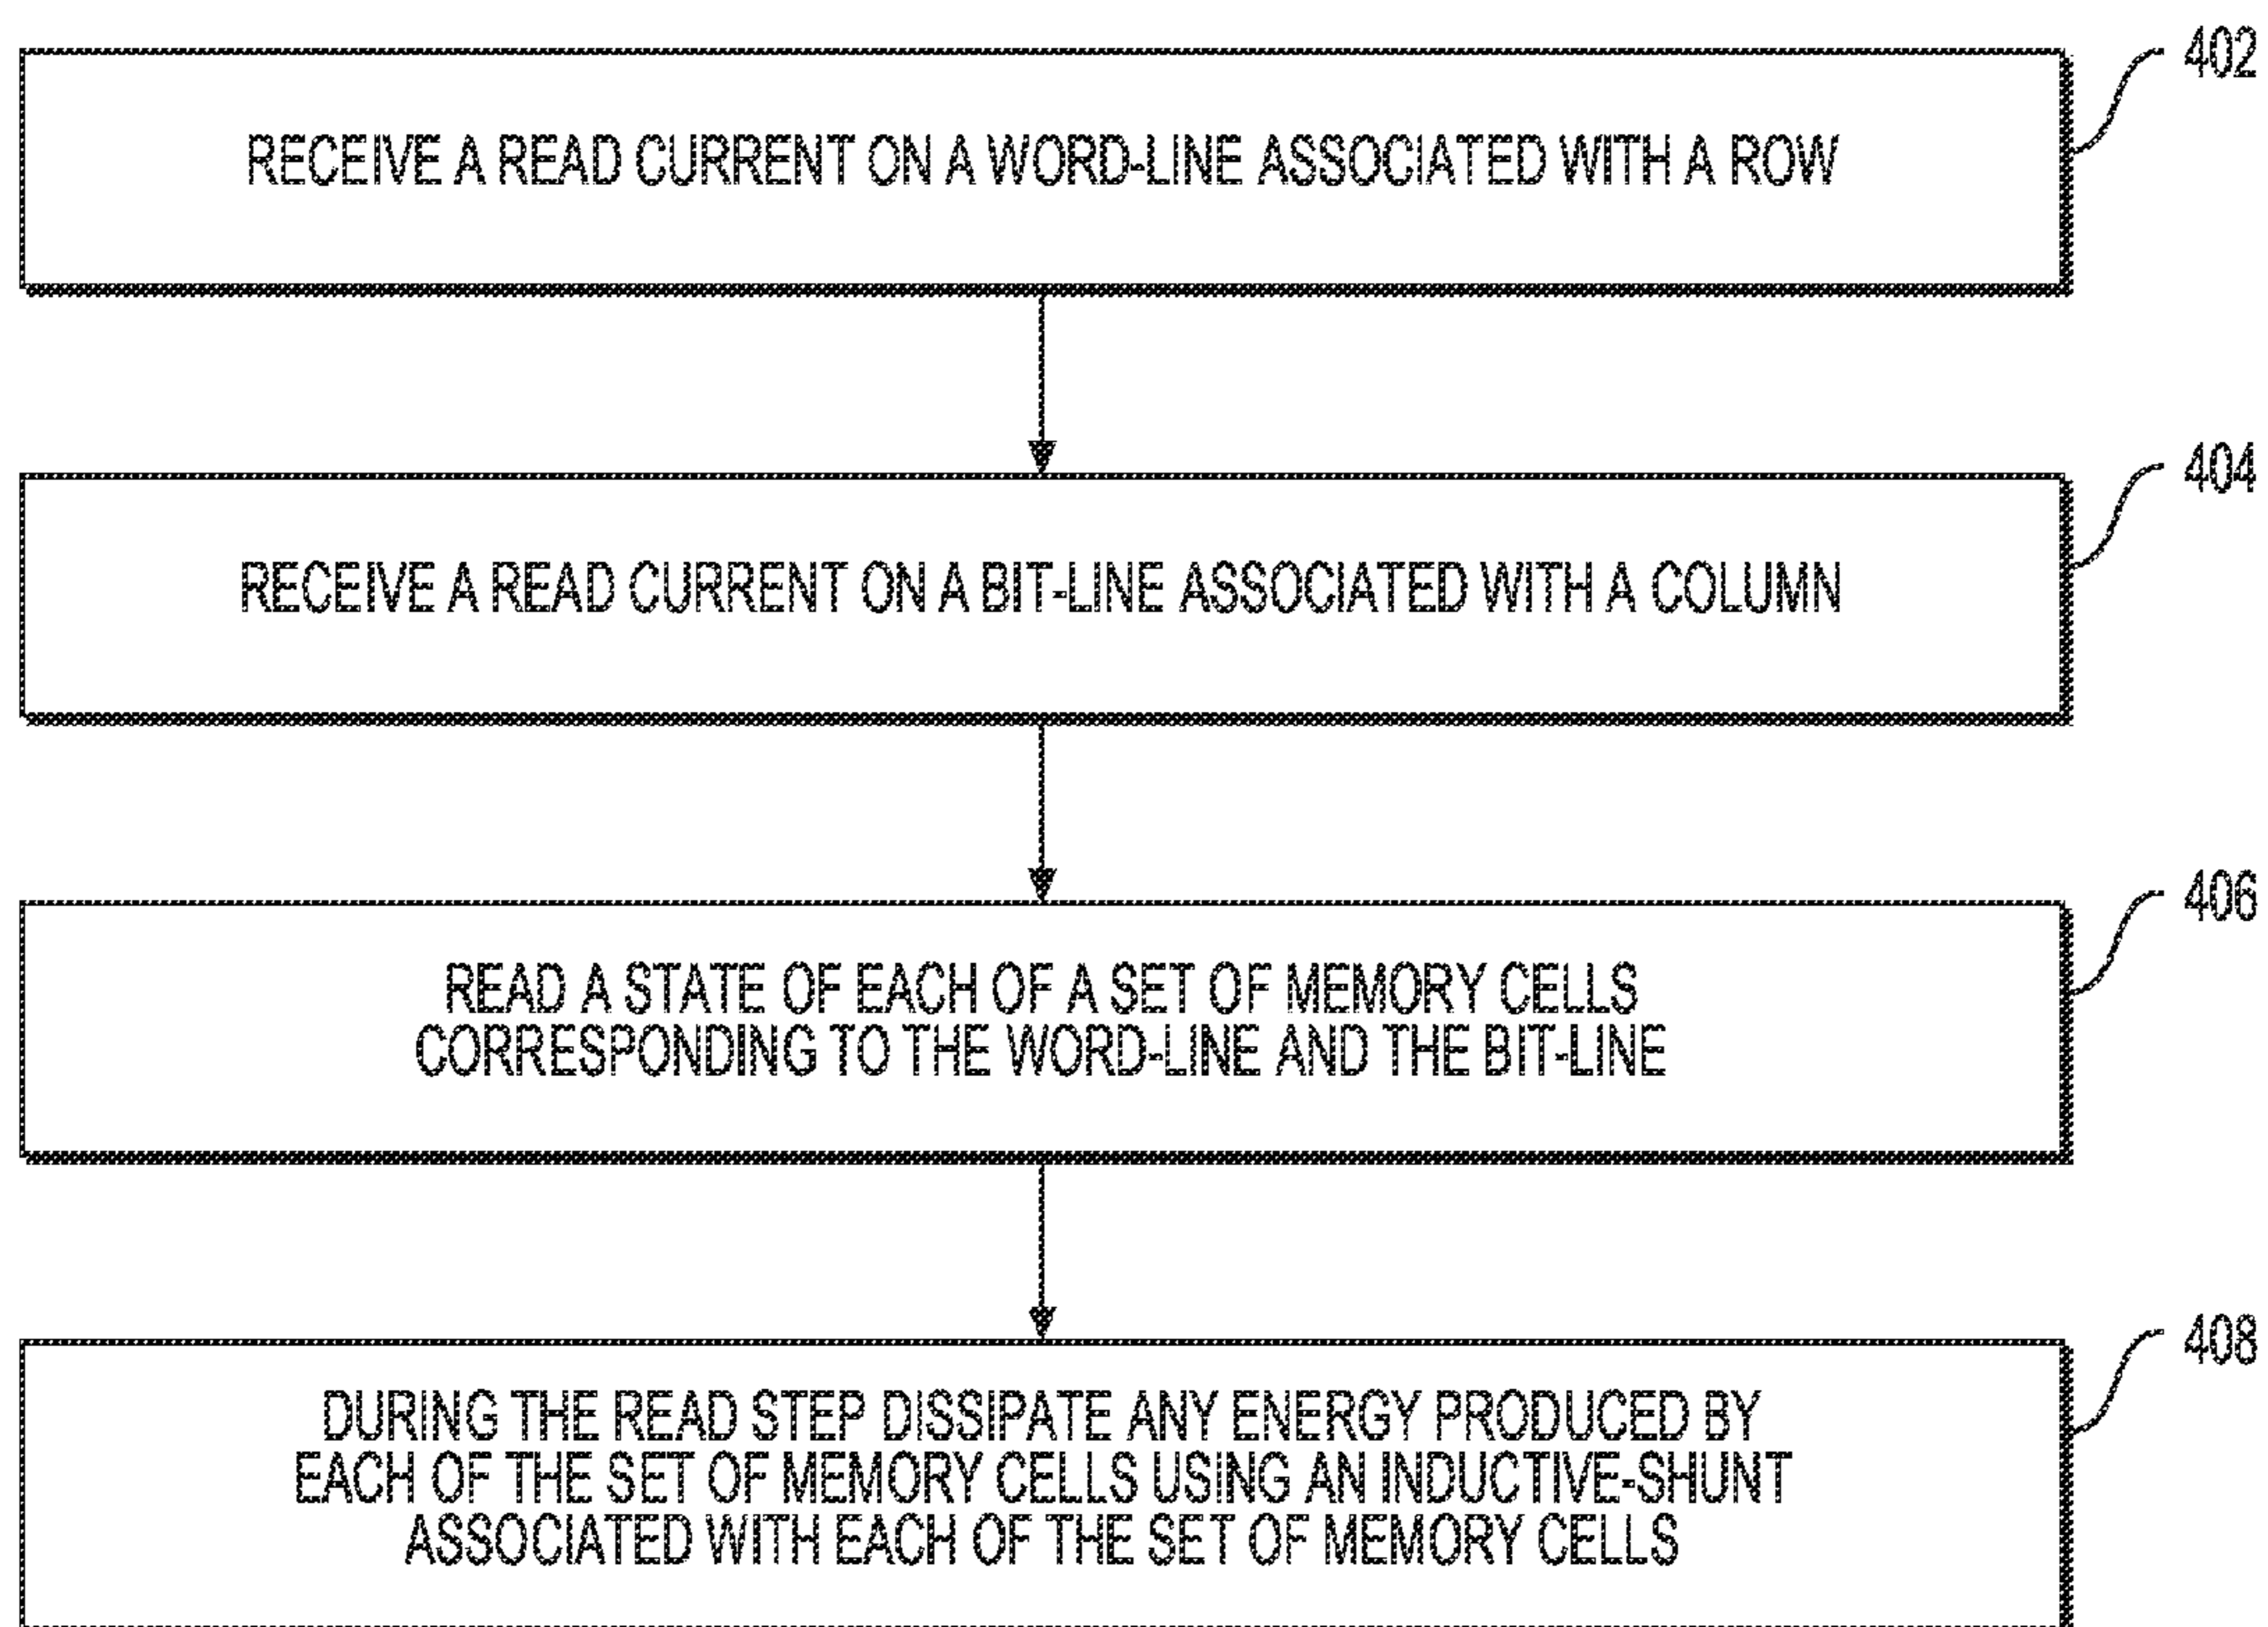 402
RECEIVE A READ CURRENT ON A WORD-LINE ASSOCIATED WITH A ROW
404
RECEIVE A READ CURRENT ON A BIT-LINE ASSOCIATED WITH A COLUMN
406
READ A STATE OF EACH OF A SET OF MEMORY CELLS
CORRESPONDING TO THE WORD-LINE AND THE BIT-LINE
408
DURING THE READ STEP DISSIPATE ANY ENERGY PRODUCED BY
EACH OF THE SET OF MEMORY CELLS USING AN INDUCTIVE-SHUNT
ASSOCIATED WITH EACH OF THE SET OF MEMORY CELLS